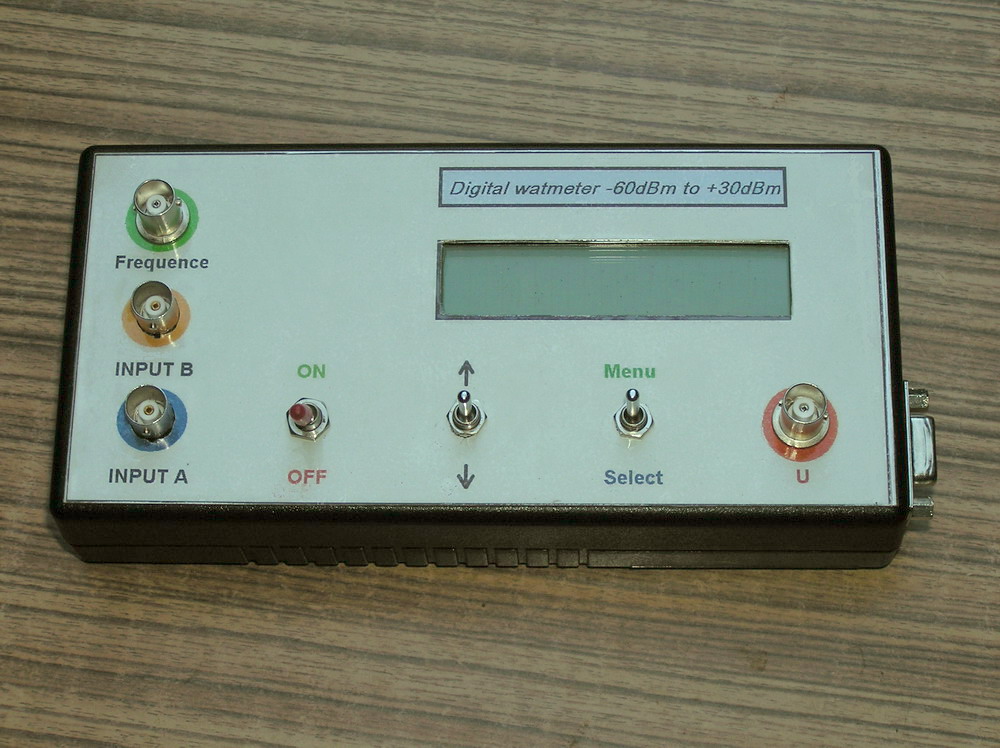 Digital watmeter -60dBm to +30dBm
Frequence
INPUT B
INPUT A
ON
OFF
↑
↓
Menu
Select
U